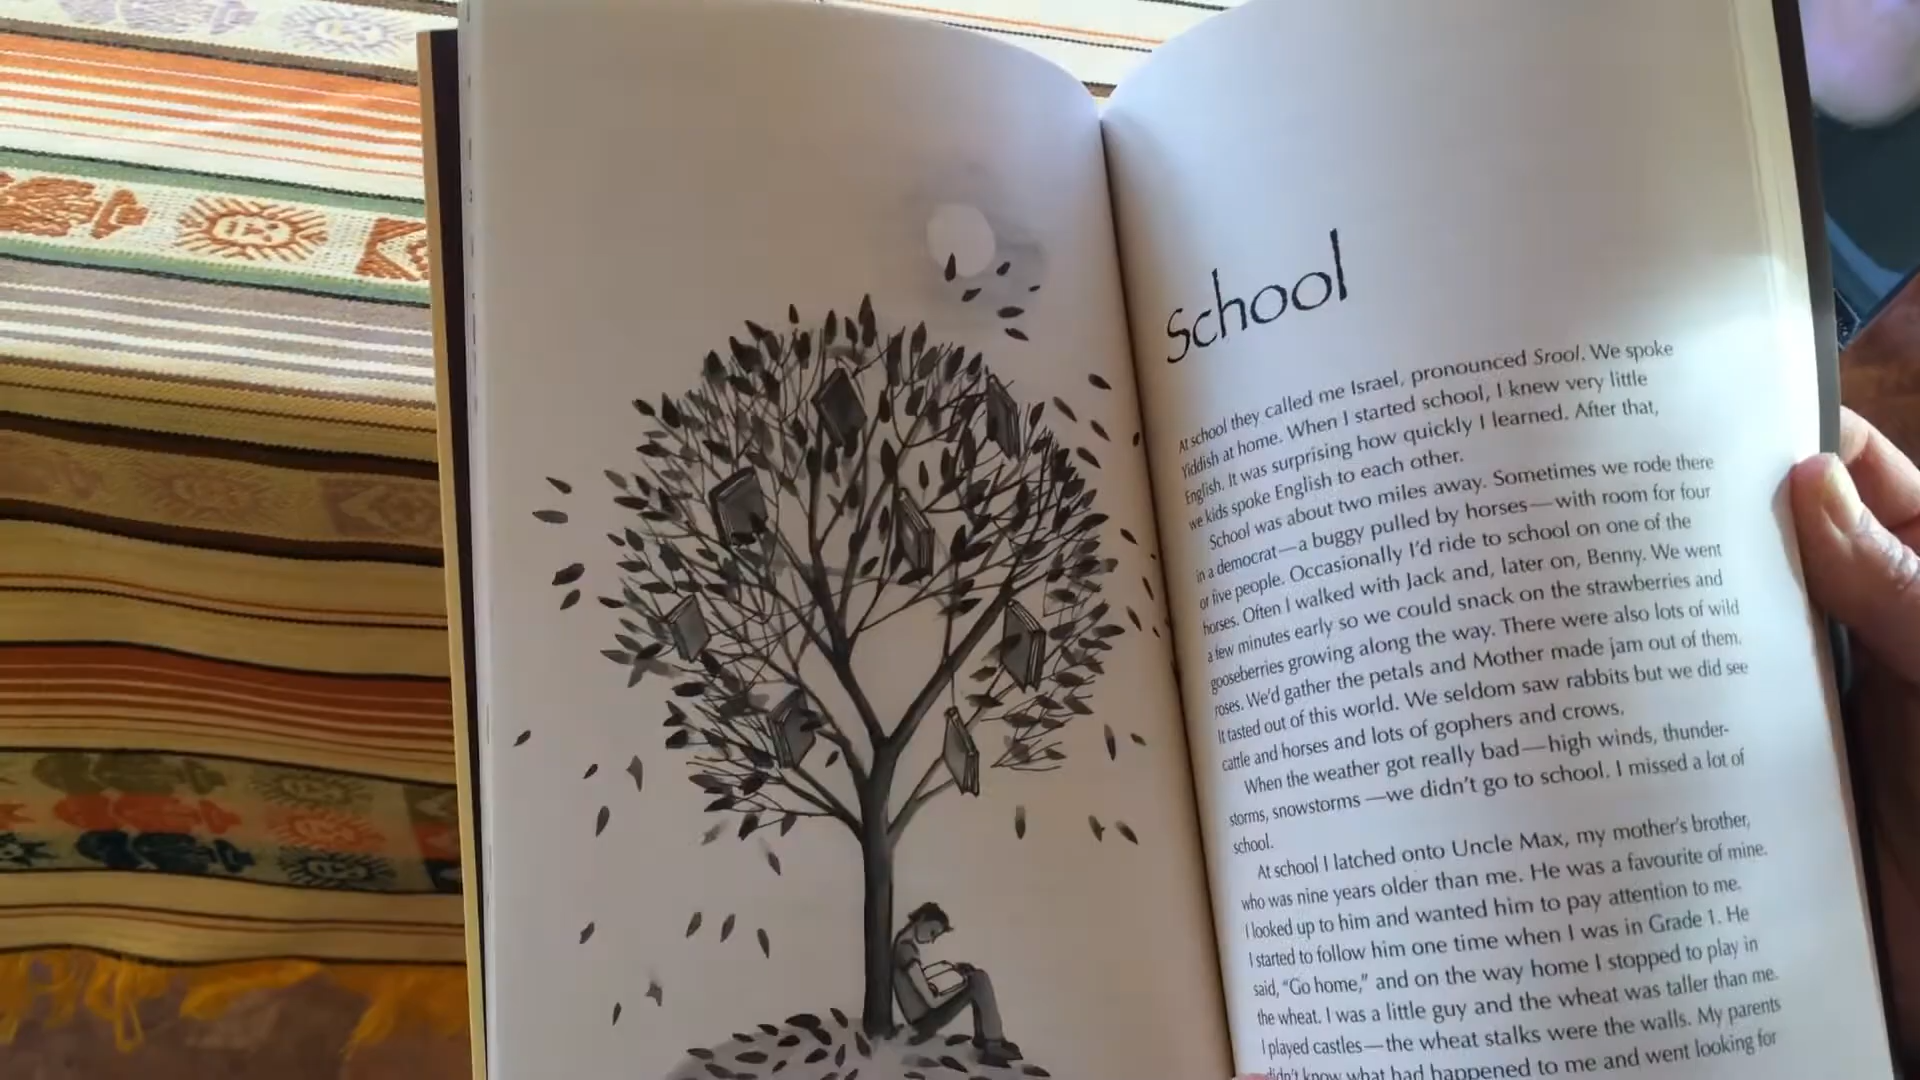 School
At school they called me Israel, pronounced Srool. We spoke
Yiddish at home. When I started school, I knew very little
English. It was surprising how quickly I learned. After that,
we kids spoke English to each other.
School was about two miles away. Sometimes we rode there
in a democrat—a buggy pulled by horses—with room for four
or five people. Occasionally I'd ride to school on one of the
horses. Often I walked with Jack and, later on, Benny. We went
a few minutes early so we could snack on the strawberries and
gooseberries growing along the way. There were also lots of wild
roses. We'd gather the petals and Mother made jam out of them.
It tasted out of this world. We seldom saw rabbits but we did see
cattle and horses and lots of gophers and crows.
When the weather got really bad—high winds, thunder-
storms, snowstorms —we didn't go to school. I missed a lot of
school.
At school I latched onto Uncle Max, my mother's brother,
who was nine years older than me. He was a favourite of mine.
I looked up to him and wanted him to pay attention to me.
I started to follow him one time when I was in Grade 1. He
said, "Go home," and on the way home I stopped to play in
the wheat. I was a little guy and the wheat was taller than me.
I played castles—the wheat stalks were the walls. My parents
didn't know what had happened to me and went looking for